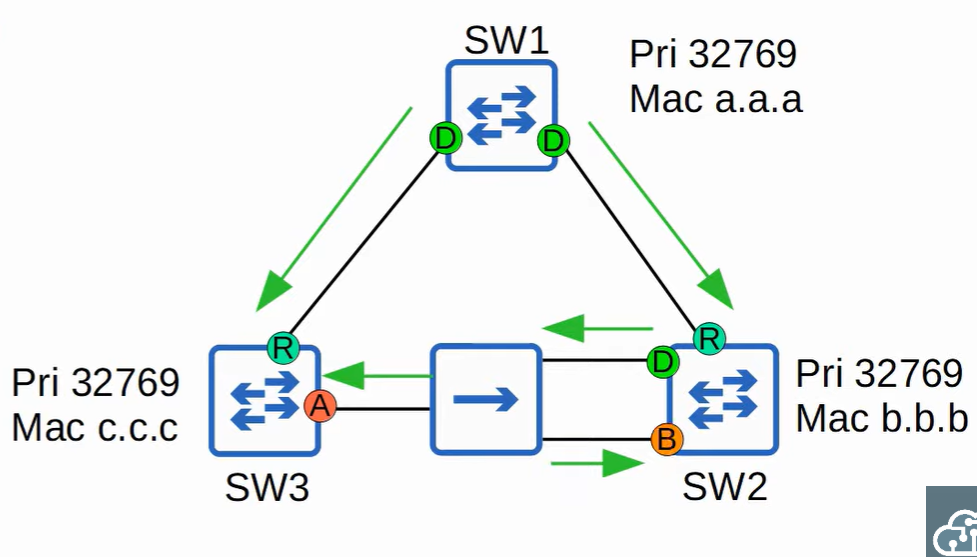 SW1
Pri 32769
Mac a.a.a
D
D
R
R
D
A
B
Pri 32769
Mac c.c.c
Pri 32769
Mac b.b.b
SW3
SW2